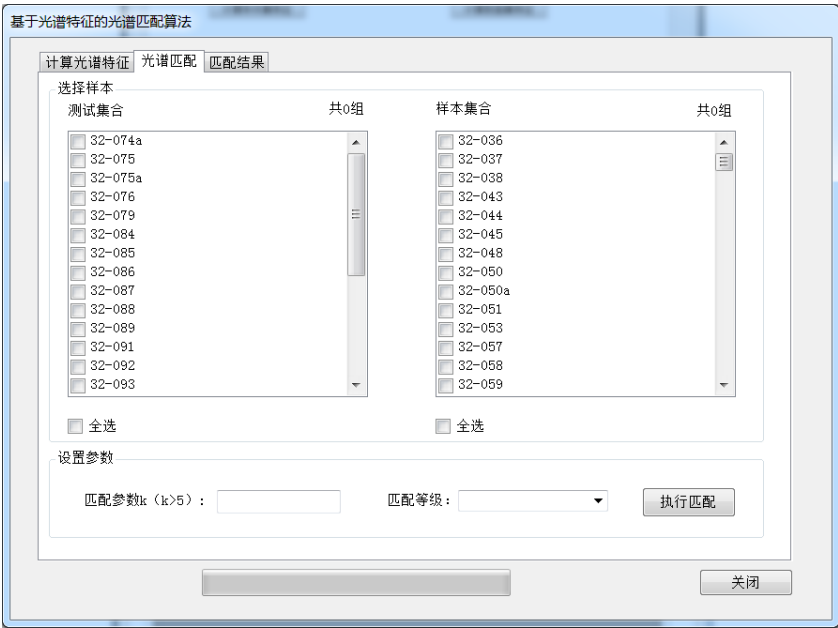 基于光谱特征的光谱匹配算法
计算光谱特征 光谱匹配 匹配结果
选择样本
测试集合 共0组 样本集合 共0组
32-074a 32-036
32-075 32-037
32-075a 32-038
32-076 32-043
32-079 32-044
32-084 32-045
32-085 32-048
32-086 32-050
32-087 32-050a
32-088 32-051
32-089 32-053
32-091 32-057
32-092 32-058
32-093 32-059
全选 全选
设置参数
匹配参数k（k>5）： 匹配等级： 执行匹配
关闭